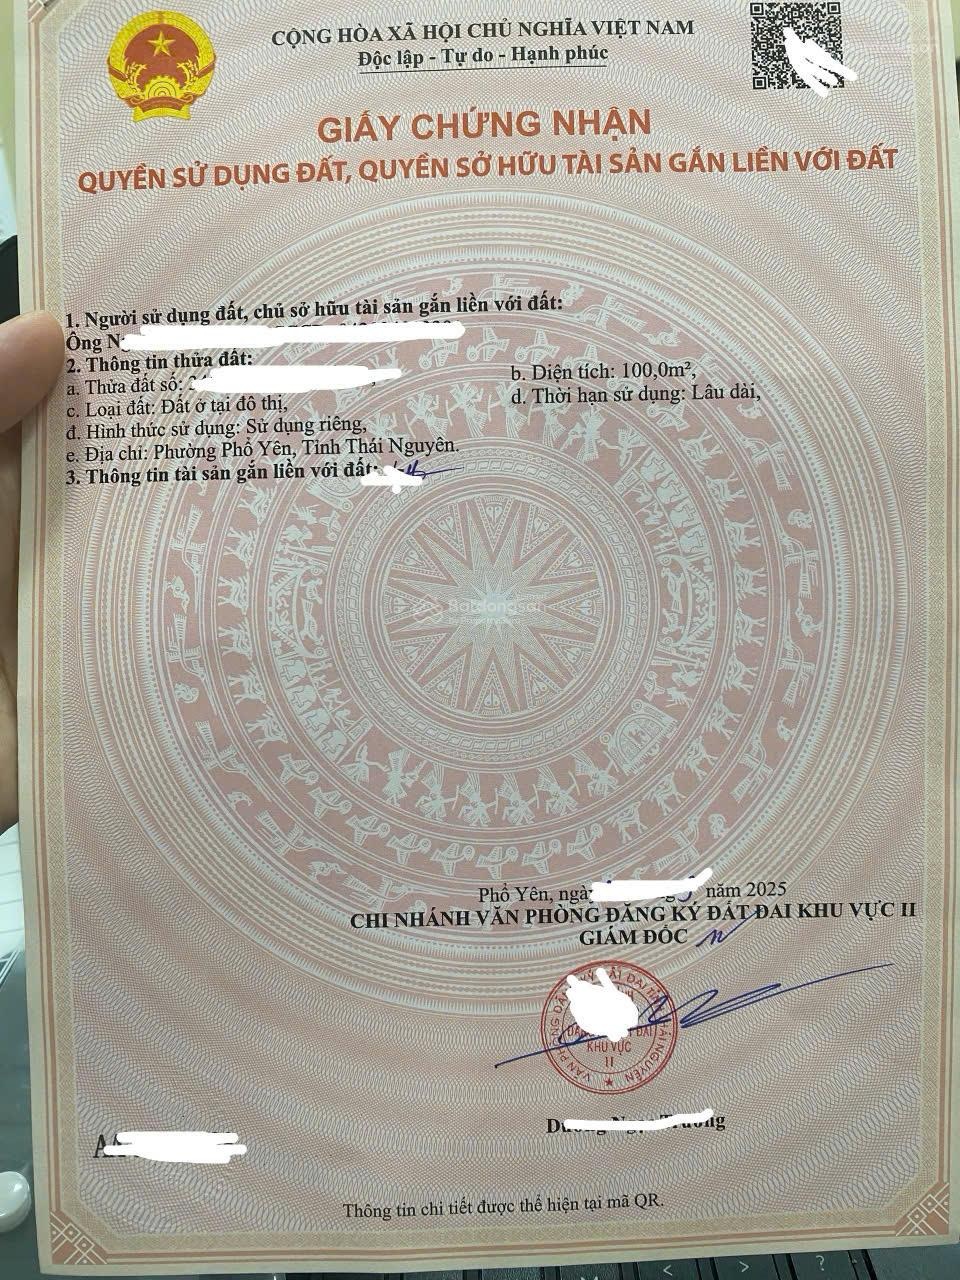 CỘNG HÒA XÃ HỘI CHỦ NGHĨA VIỆT NAM
Độc lập - Tự do - Hạnh phúc
GIẤY CHỨNG NHẬN
QUYỀN SỬ DỤNG ĐẤT, QUYỀN SỞ HỮU TÀI SẢN GẮN LIỀN VỚI ĐẤT
1. Người sử dụng đất, chủ sở hữu tài sản gắn liền với đất:
Ông
2. Thông tin thửa đất:
a. Thửa đất số:
b. Diện tích: 100,0m²,
c. Loại đất: Đất ở tại đô thị,
d. Thời hạn sử dụng: Lâu dài,
đ. Hình thức sử dụng: Sử dụng riêng,
e. Địa chỉ: Phường Phổ Yên, Tỉnh Thái Nguyên.
3. Thông tin tài sản gắn liền với đất:
Batdongsan
Phổ Yên, ngày năm 2025
CHI NHÁNH VĂN PHÒNG ĐĂNG KÝ ĐẤT ĐAI KHU VỰC II
GIÁM ĐỐC
KHU VỰC
II
Thông tin chi tiết được thể hiện tại mã QR.